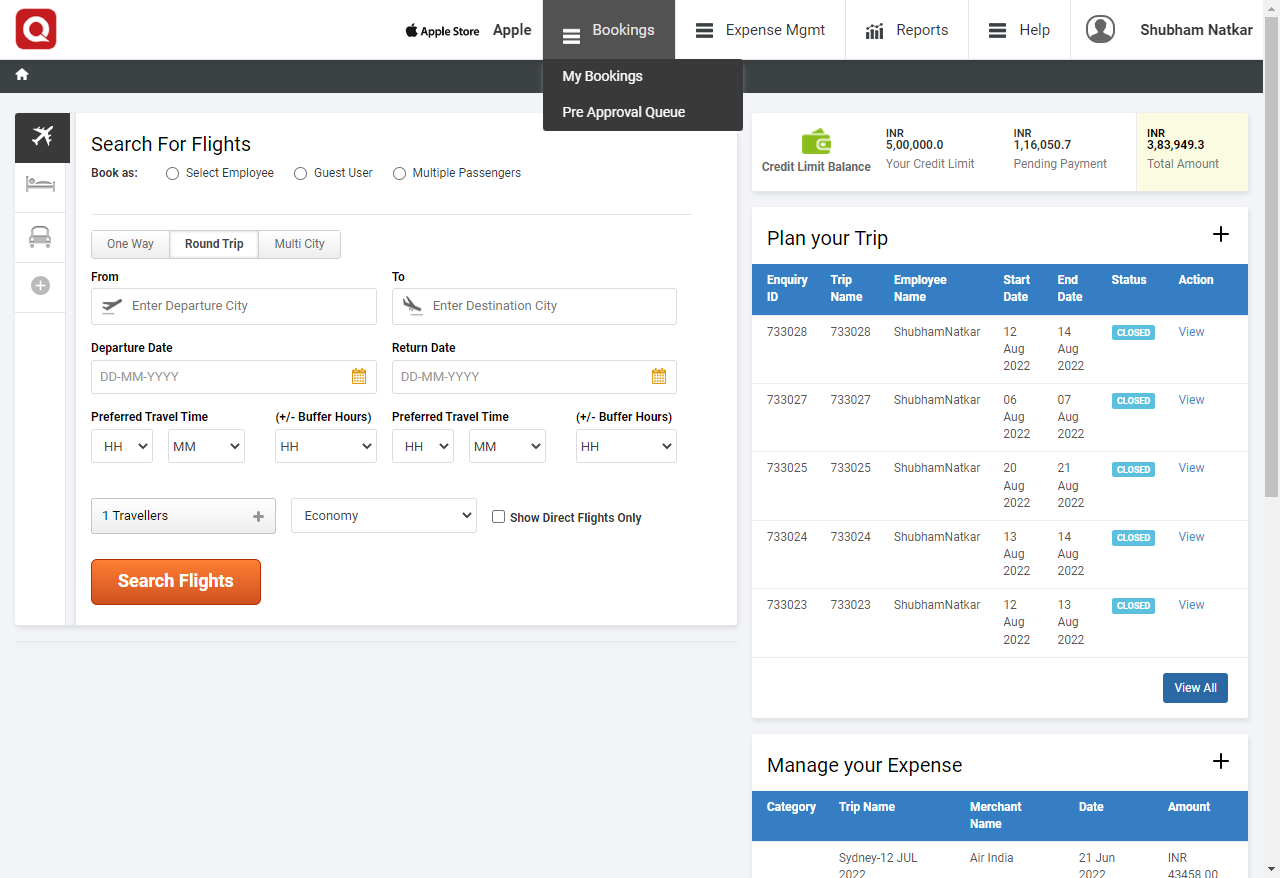 Apple Store
Apple
Bookings
Expense Mgmt
Reports
Help
Shubham Natkar
My Bookings
Pre Approval Queue
Search For Flights
Book as:
Select Employee
Guest User
Multiple Passengers
One Way
Round Trip
Multi City
From
To
Enter Departure City
Enter Destination City
Departure Date
Return Date
DD-MM-YYYY
DD-MM-YYYY
Preferred Travel Time
(+/- Buffer Hours)
Preferred Travel Time
(+/- Buffer Hours)
HH
MM
HH
HH
MM
HH
1 Travellers
Economy
Show Direct Flights Only
Search Flights
Credit Limit Balance
INR
5,00,000.0
Your Credit Limit
INR
1,16,050.7
Pending Payment
INR
3,83,949.3
Total Amount
Plan your Trip
Enquiry ID Trip Name Employee Name Start Date End Date Status Action
733028 733028 ShubhamNatkar 12 Aug 2022 14 Aug 2022 CLOSED View
733027 733027 ShubhamNatkar 06 Aug 2022 07 Aug 2022 CLOSED View
733025 733025 ShubhamNatkar 20 Aug 2022 21 Aug 2022 CLOSED View
733024 733024 ShubhamNatkar 13 Aug 2022 14 Aug 2022 CLOSED View
733023 733023 ShubhamNatkar 12 Aug 2022 13 Aug 2022 CLOSED View
View All
Manage your Expense
Category Trip Name Merchant Name Date Amount
Sydney-12 JUL 2022 Air India 21 Jun 2022 INR 43458.00